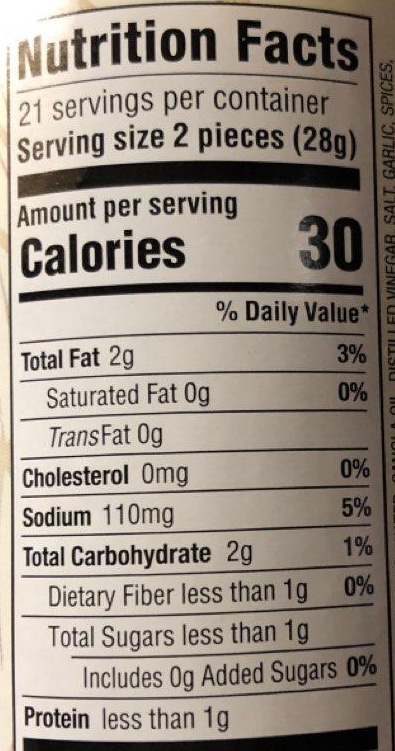 Nutrition Facts
21 servings per container
Serving size 2 pieces (28g)
Amount per serving
Calories 30
% Daily Value*
Total Fat 2g 3%
Saturated Fat 0g 0%
Trans Fat 0g
Cholesterol 0mg 0%
Sodium 110mg 5%
Total Carbohydrate 2g 1%
Dietary Fiber less than 1g 0%
Total Sugars less than 1g
Includes 0g Added Sugars 0%
Protein less than 1g
OIL, DISTILLED VINEGAR, SALT, GARLIC, SPICES,